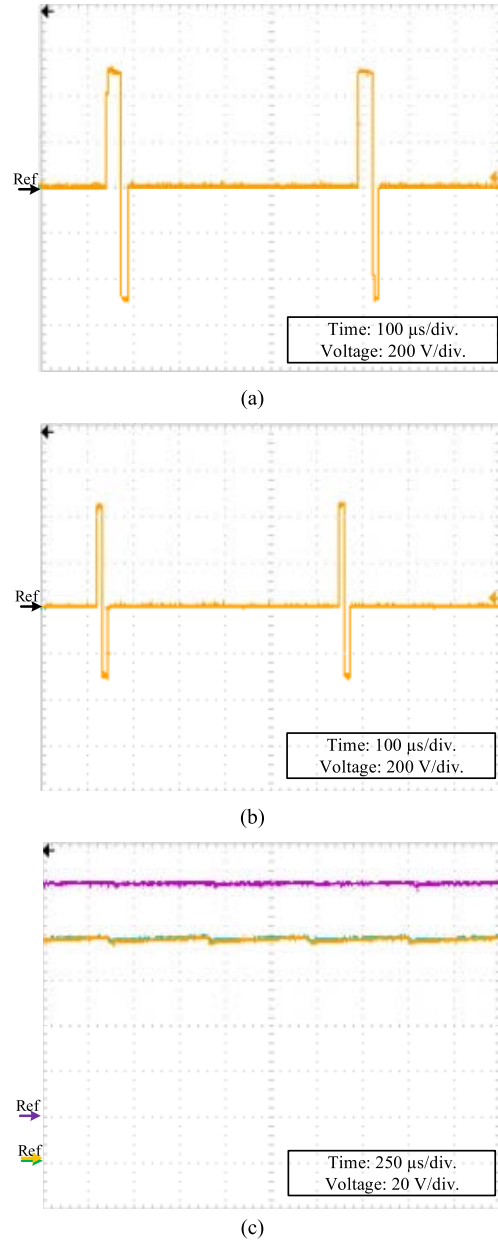 Ref
Time: 100 μs/div.
Voltage: 200 V/div.
(a)
Ref
Time: 100 μs/div.
Voltage: 200 V/div.
(b)
Ref
Ref
Time: 250 μs/div.
Voltage: 20 V/div.
(c)